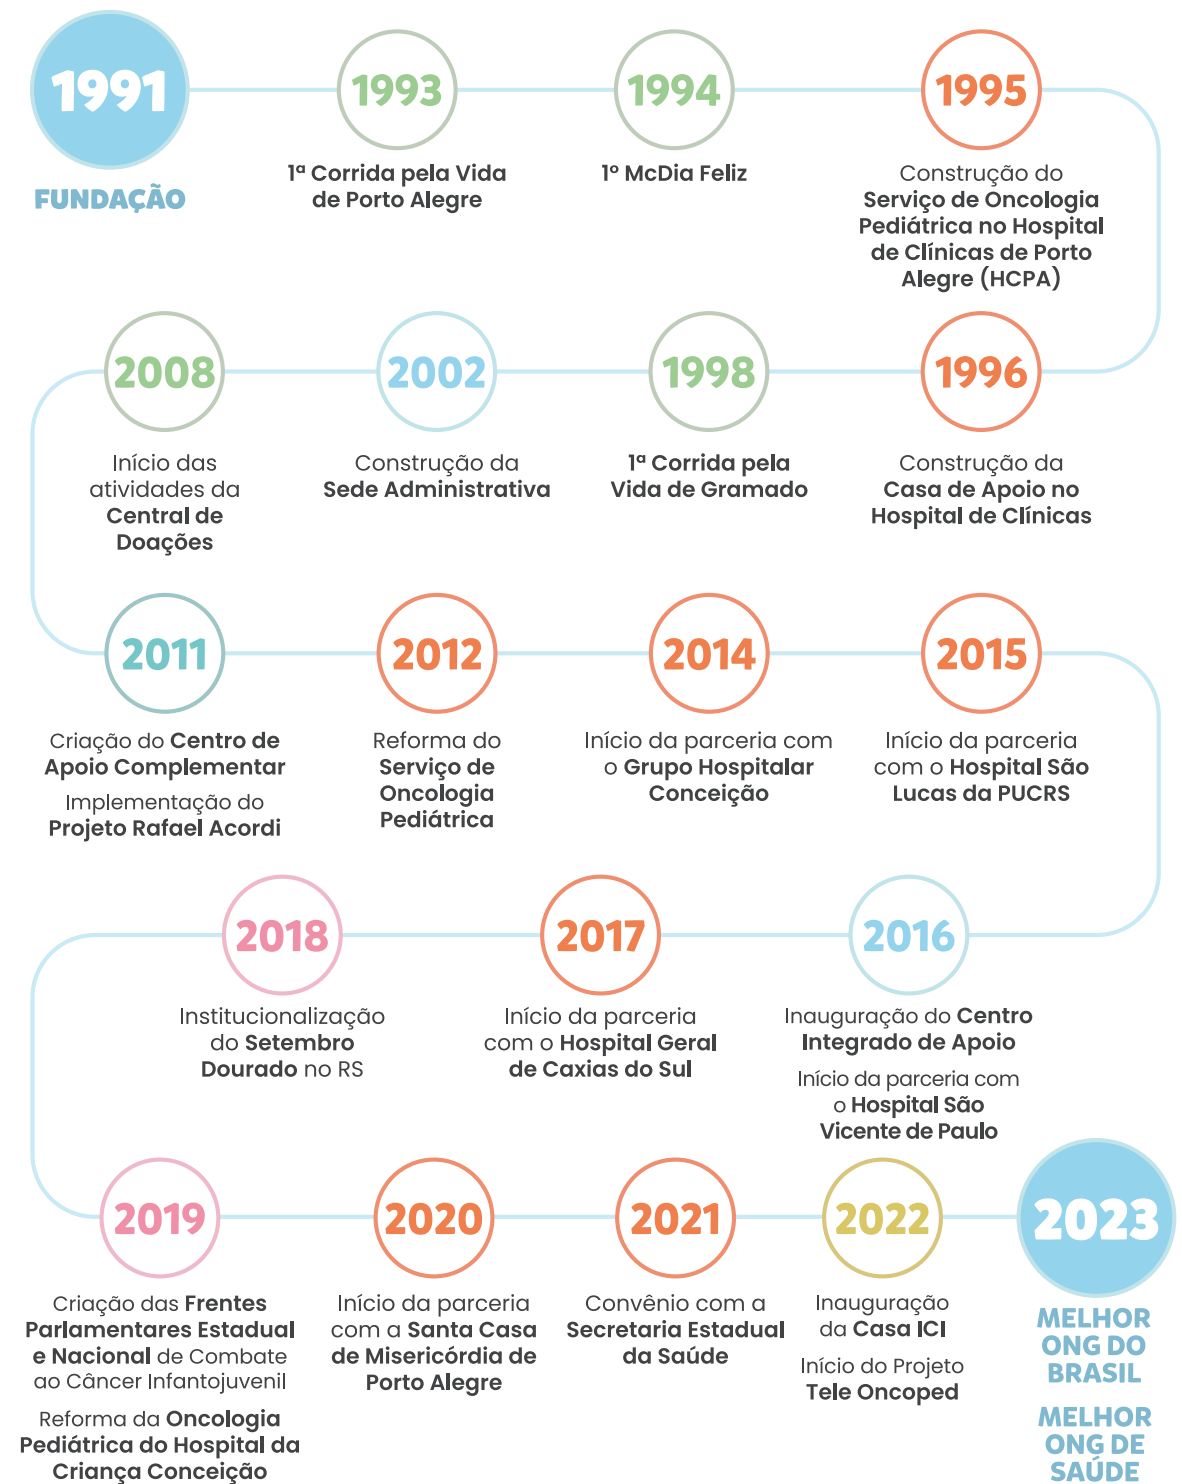 1991
FUNDAÇÃO
1993
1ª Corrida pela Vida
de Porto Alegre
1994
1º McDia Feliz
1995
Construção do
Serviço de Oncologia
Pediátrica no Hospital
de Clínicas de Porto
Alegre (HCPA)
1996
Construção da
Casa de Apoio no
Hospital de Clínicas
1998
1ª Corrida pela
Vida de Gramado
2002
Construção da
Sede Administrativa
2008
Início das
atividades da
Central de
Doações
2011
Criação do Centro de
Apoio Complementar
Implementação do
Projeto Rafael Acordi
2012
Reforma do
Serviço de
Oncologia
Pediátrica
2014
Início da parceria com
o Grupo Hospitalar
Conceição
2015
Início da parceria
com o Hospital São
Lucas da PUCRS
2016
Inauguração do Centro
Integrado de Apoio
Início da parceria com
o Hospital São
Vicente de Paulo
2017
Início da parceria
com o Hospital Geral
de Caxias do Sul
2018
Institucionalização
do Setembro
Dourado no RS
2019
Criação das Frentes
Parlamentares Estadual
e Nacional de Combate
ao Câncer Infantojuvenil
Reforma da Oncologia
Pediátrica do Hospital da
Criança Conceição
2020
Início da parceria
com a Santa Casa
de Misericórdia de
Porto Alegre
2021
Convênio com a
Secretaria Estadual
da Saúde
2022
Inauguração
da Casa ICI
Início do Projeto
Tele Oncoped
2023
MELHOR
ONG DO
BRASIL
MELHOR
ONG DE
SAÚDE